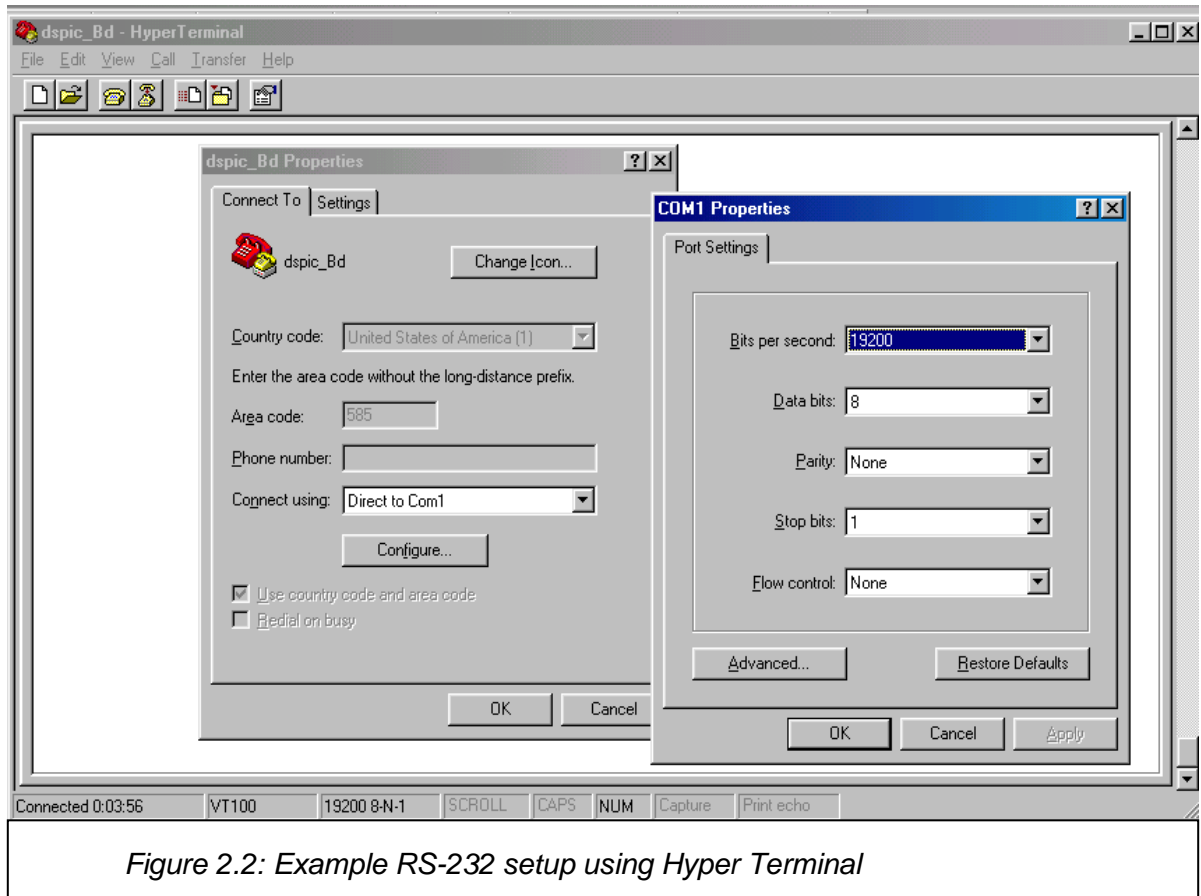 dspic_Bd - HyperTerminal
File Edit View Call Transfer Help
dspic_Bd Properties
Connect To Settings
dspic_Bd
Change Icon...
Country code: United States of America (1)
Enter the area code without the long-distance prefix.
Area code: 585
Phone number:
Connect using: Direct to Com1
Configure...
Use country code and area code
Redial on busy
OK Cancel
COM1 Properties
Port Settings
Bits per second: 19200
Data bits: 8
Parity: None
Stop bits: 1
Flow control: None
Advanced... Restore Defaults
OK Cancel Apply
Connected 0:03:56 VT100 19200 8-N-1 SCROLL CAPS NUM Capture Print echo
Figure 2.2: Example RS-232 setup using Hyper Terminal